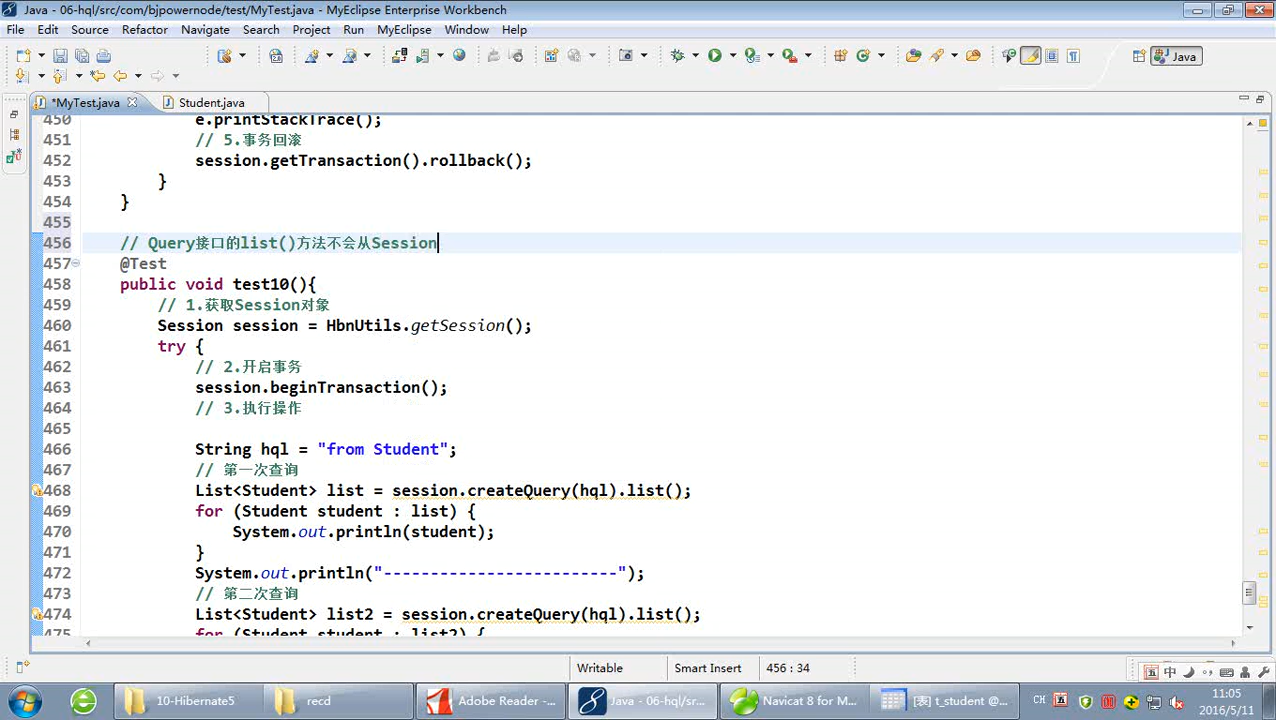 Java - 06-hql/src/com/bjpowernode/test/MyTest.java - MyEclipse Enterprise Workbench
File Edit Source Refactor Navigate Search Project Run MyEclipse Window Help
Java
*MyTest.java Student.java
450 e.printStackTrace();
451 // 5.事务回滚
452 session.getTransaction().rollback();
453 }
454 }
455
456 // Query接口的list()方法不会从Session
457 @Test
458 public void test10(){
459 // 1.获取Session对象
460 Session session = HbnUtils.getSession();
461 try {
462 // 2.开启事务
463 session.beginTransaction();
464 // 3.执行操作
465
466 String hql = "from Student";
467 // 第一次查询
468 List<Student> list = session.createQuery(hql).list();
469 for (Student student : list) {
470 System.out.println(student);
471 }
472 System.out.println("-------------------------");
473 // 第二次查询
474 List<Student> list2 = session.createQuery(hql).list();
475 for (Student student : list2) {
Writable Smart Insert 456 : 34
五 中
10-Hibernate5 recd Adobe Reader - ... Java - 06-hql/sr... Navicat 8 for M... [表] t_student @... CH 五 11:05
2016/5/11